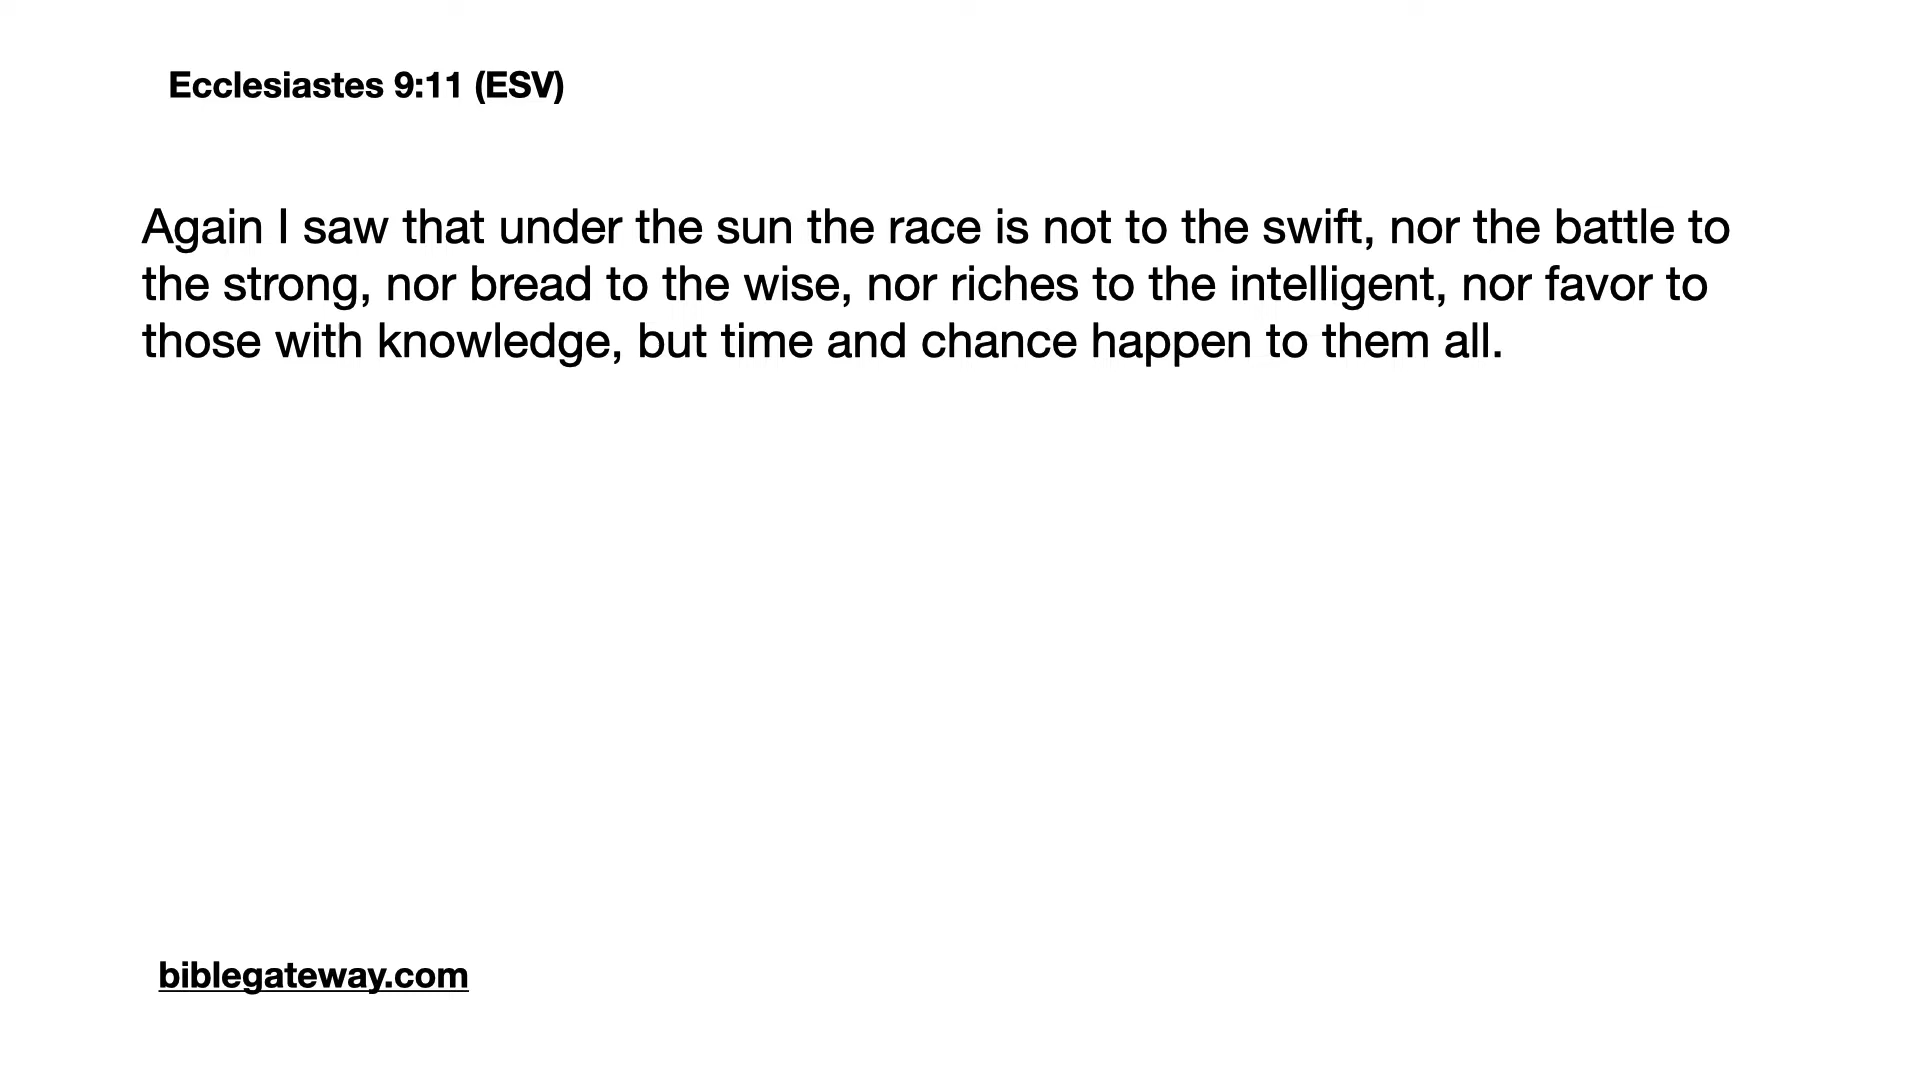 Ecclesiastes 9:11 (ESV)
Again I saw that under the sun the race is not to the swift, nor the battle to
the strong, nor bread to the wise, nor riches to the intelligent, nor favor to
those with knowledge, but time and chance happen to them all.
biblegateway.com